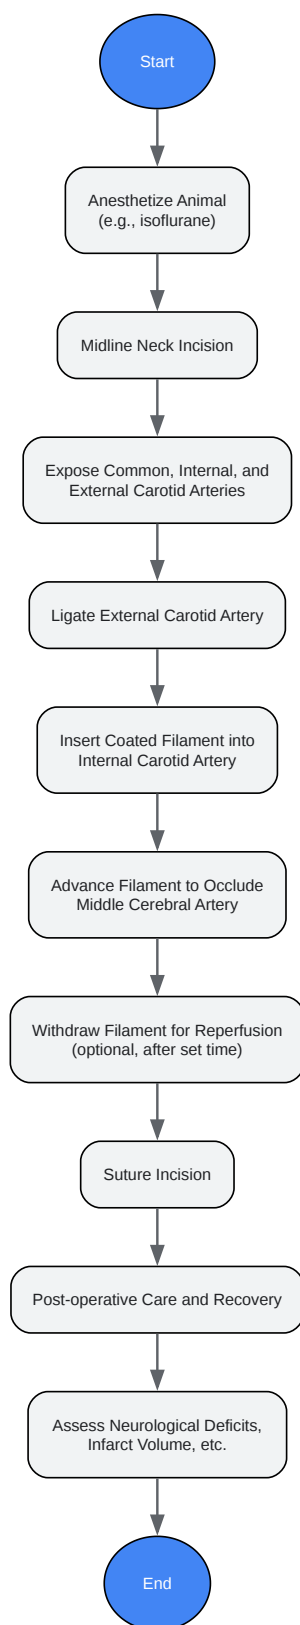 Start
Anesthetize Animal
(e.g., isoflurane)
Midline Neck Incision
Expose Common, Internal, and
External Carotid Arteries
Ligate External Carotid Artery
Insert Coated Filament into
Internal Carotid Artery
Advance Filament to Occlude
Middle Cerebral Artery
Withdraw Filament for Reperfusion
(optional, after set time)
Suture Incision
Post-operative Care and Recovery
Assess Neurological Deficits,
Infarct Volume, etc.
End